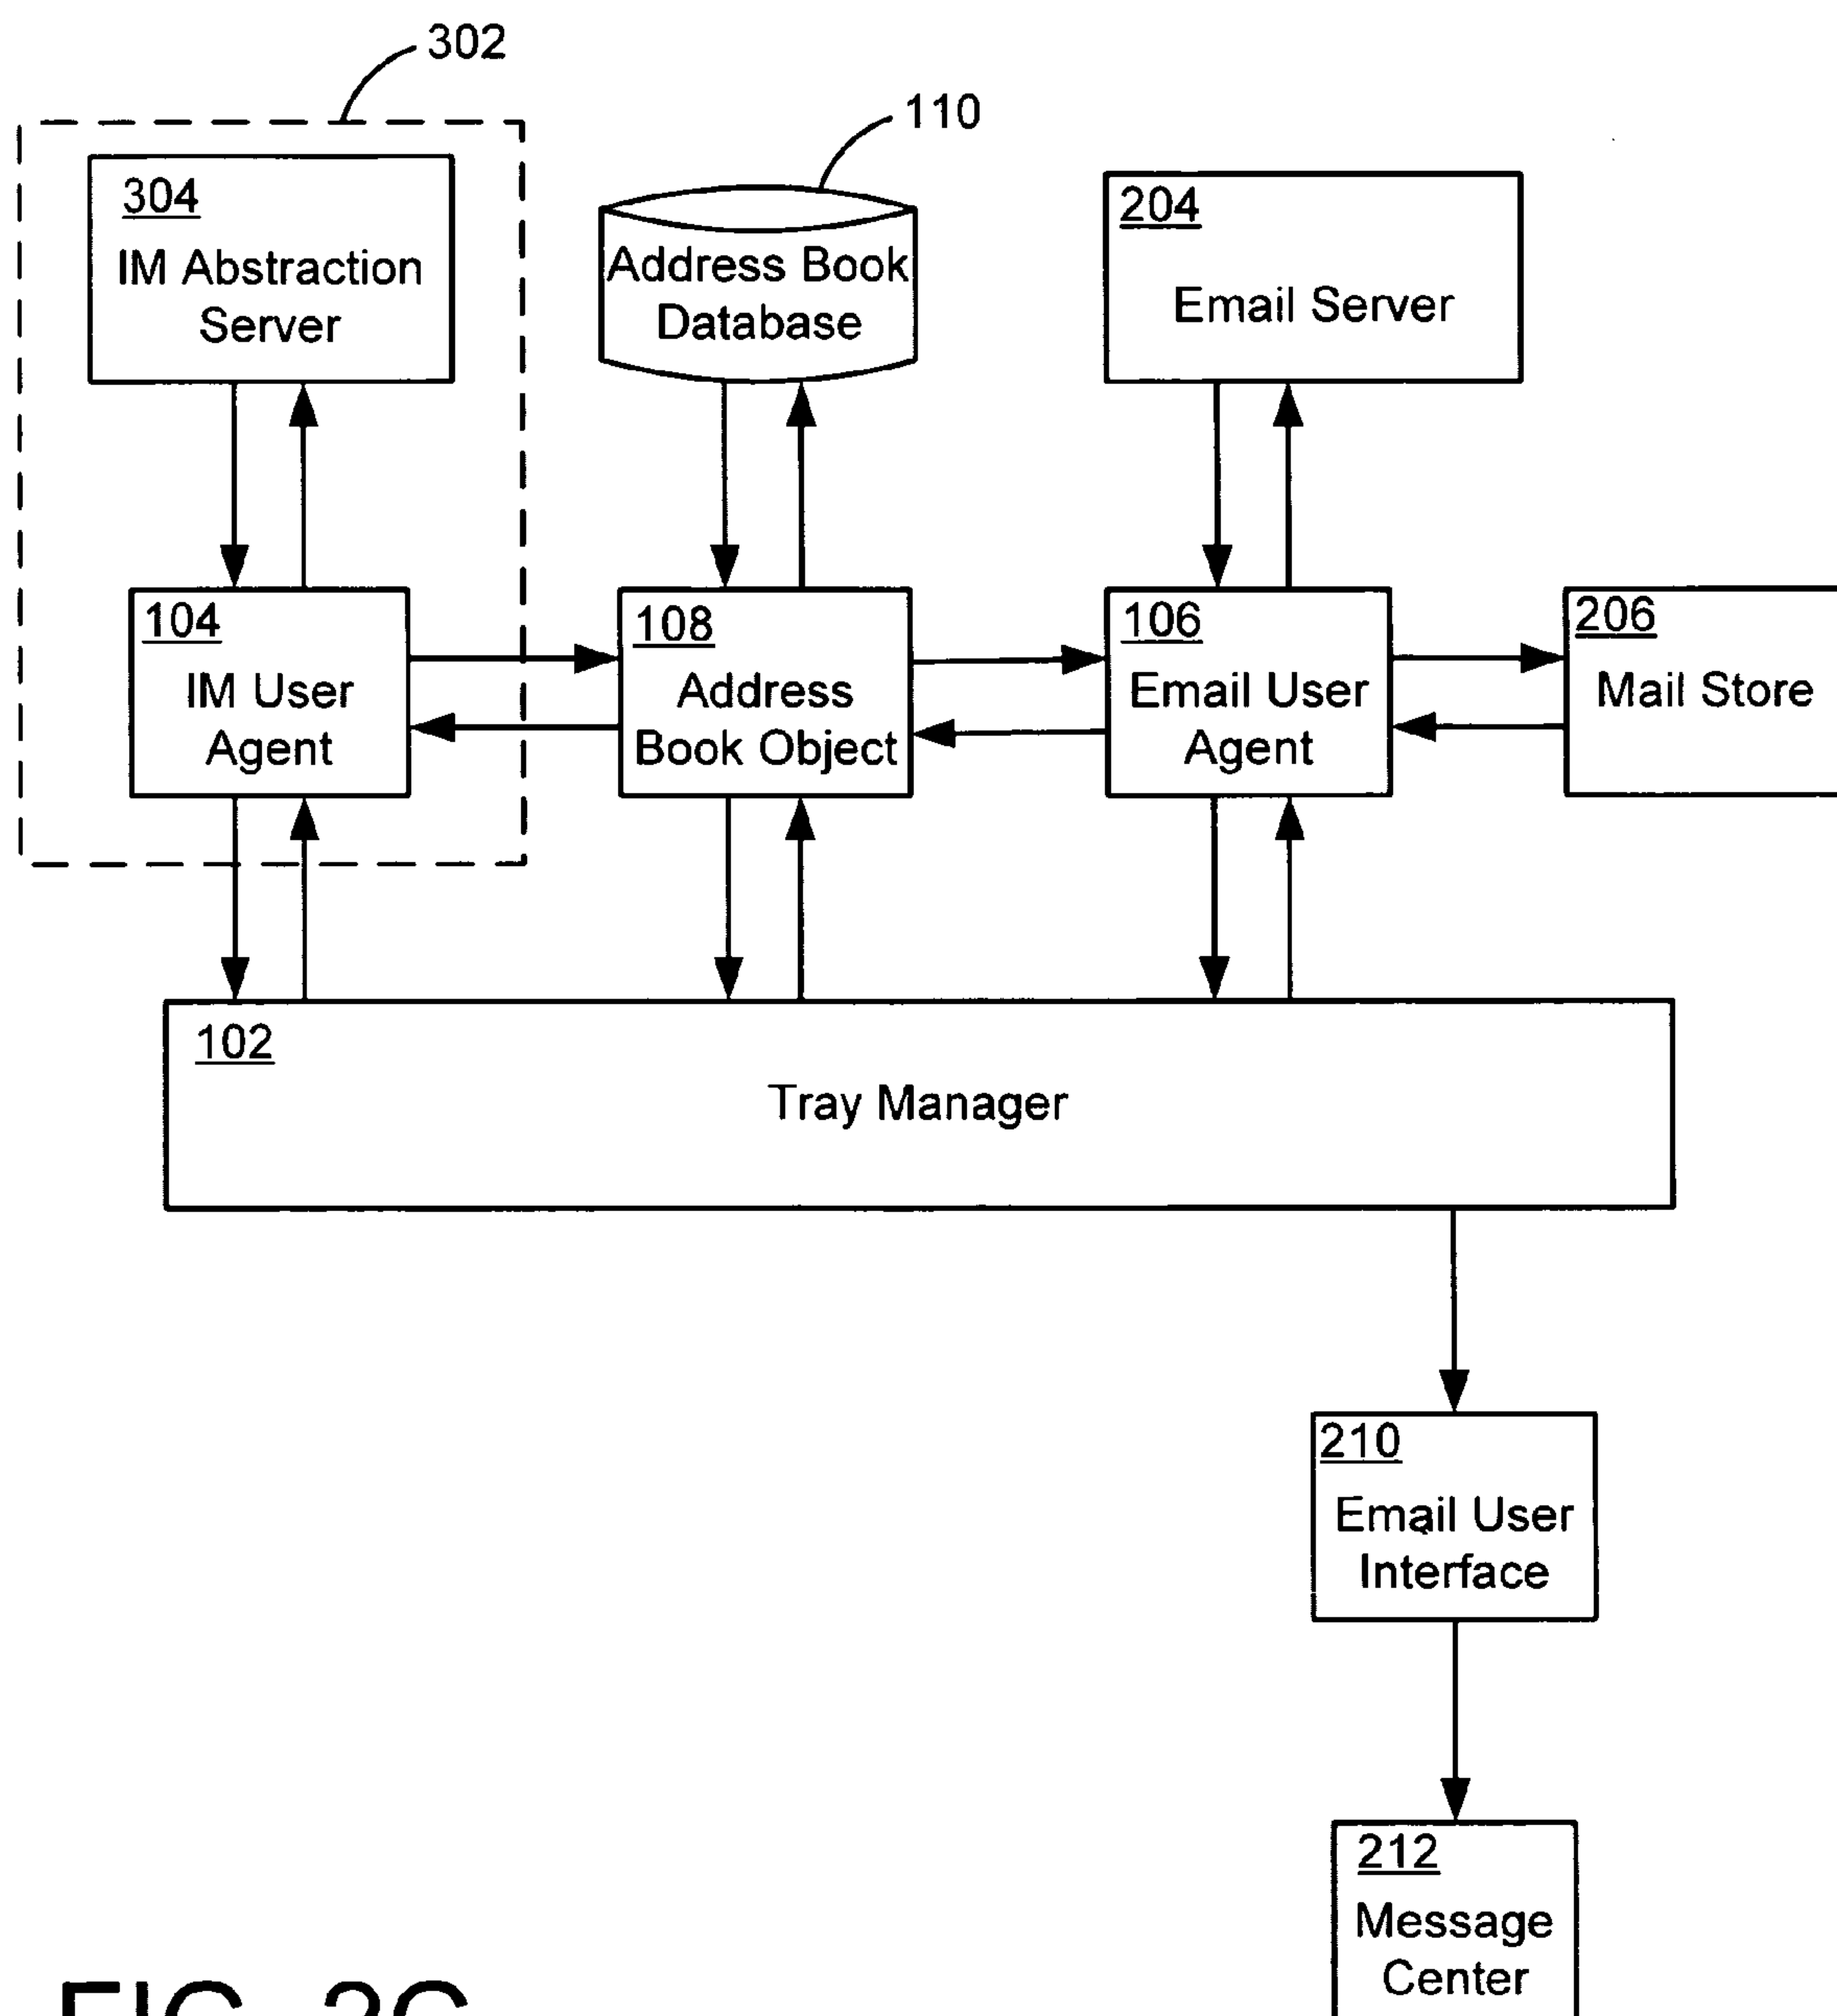 302
110
304
IM Abstraction
Server
Address Book
Database
204
Email Server
104
IM User
Agent
108
Address
Book Object
106
Email User
Agent
206
Mail Store
102
Tray Manager
210
Email User
Interface
212
Message
Center